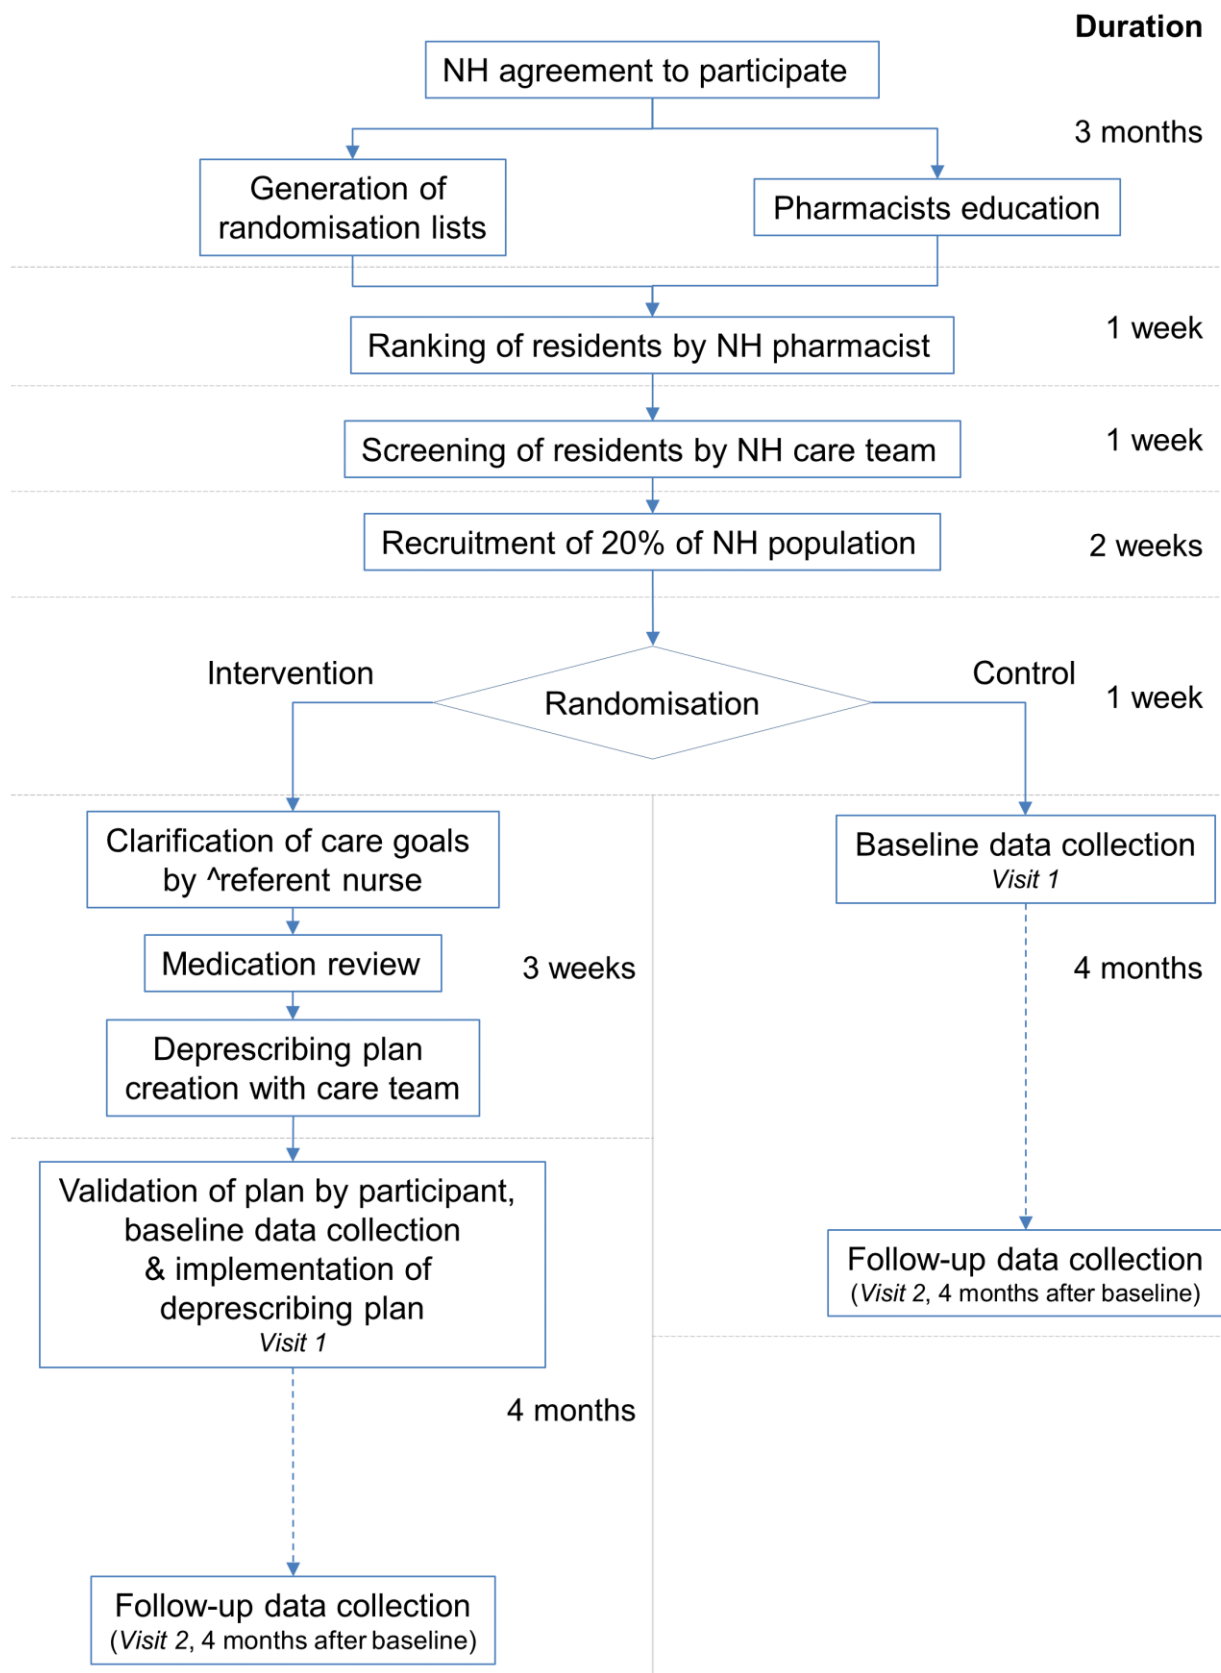 Duration
NH agreement to participate
3 months
Generation of
randomisation lists
Pharmacists education
1 week
Ranking of residents by NH pharmacist
1 week
Screening of residents by NH care team
2 weeks
Recruitment of 20% of NH population
Intervention
Control
1 week
Randomisation
Clarification of care goals
by ^referent nurse
Medication review
3 weeks
Deprescribing plan
creation with care team
Validation of plan by participant,
baseline data collection
& implementation of
deprescribing plan
Visit 1
4 months
Follow-up data collection
(Visit 2, 4 months after baseline)
Baseline data collection
Visit 1
4 months
Follow-up data collection
(Visit 2, 4 months after baseline)